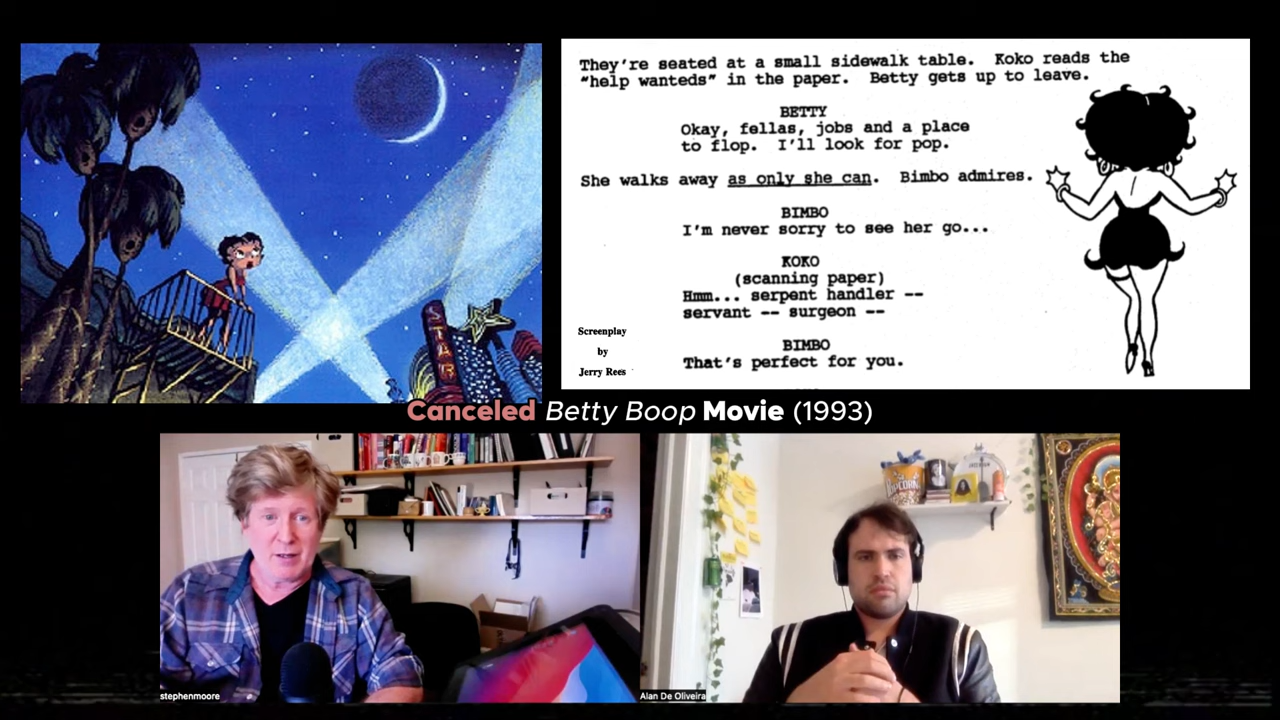 STAR
They're seated at a small sidewalk table. Koko reads the
"help wanteds" in the paper. Betty gets up to leave.
BETTY
Okay, fellas, jobs and a place
to flop. I'll look for pop.
She walks away as only she can. Bimbo admires.
BIMBO
I'm never sorry to see her go...
KOKO
(scanning paper)
Hmm... serpent handler --
servant -- surgeon --
BIMBO
That's perfect for you.
Screenplay
by
Jerry Rees
Canceled Betty Boop Movie (1993)
POPCORN
stephenmoore
Alan De Oliveira